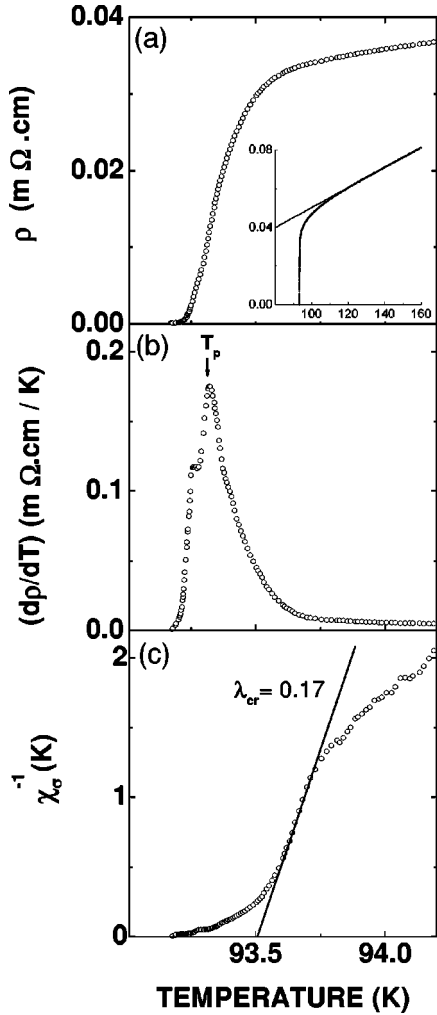 (a)
0.04
0.02
0.00
ρ (m Ω .cm)
0.08
0.04
0.00
100 120 140 160
(b)
T_p
0.2
0.1
0.0
(dρ/dT) (m Ω.cm / K)
(c)
λ_cr = 0.17
2
1
0
χ_σ^-1 (K)
93.5 94.0
TEMPERATURE (K)